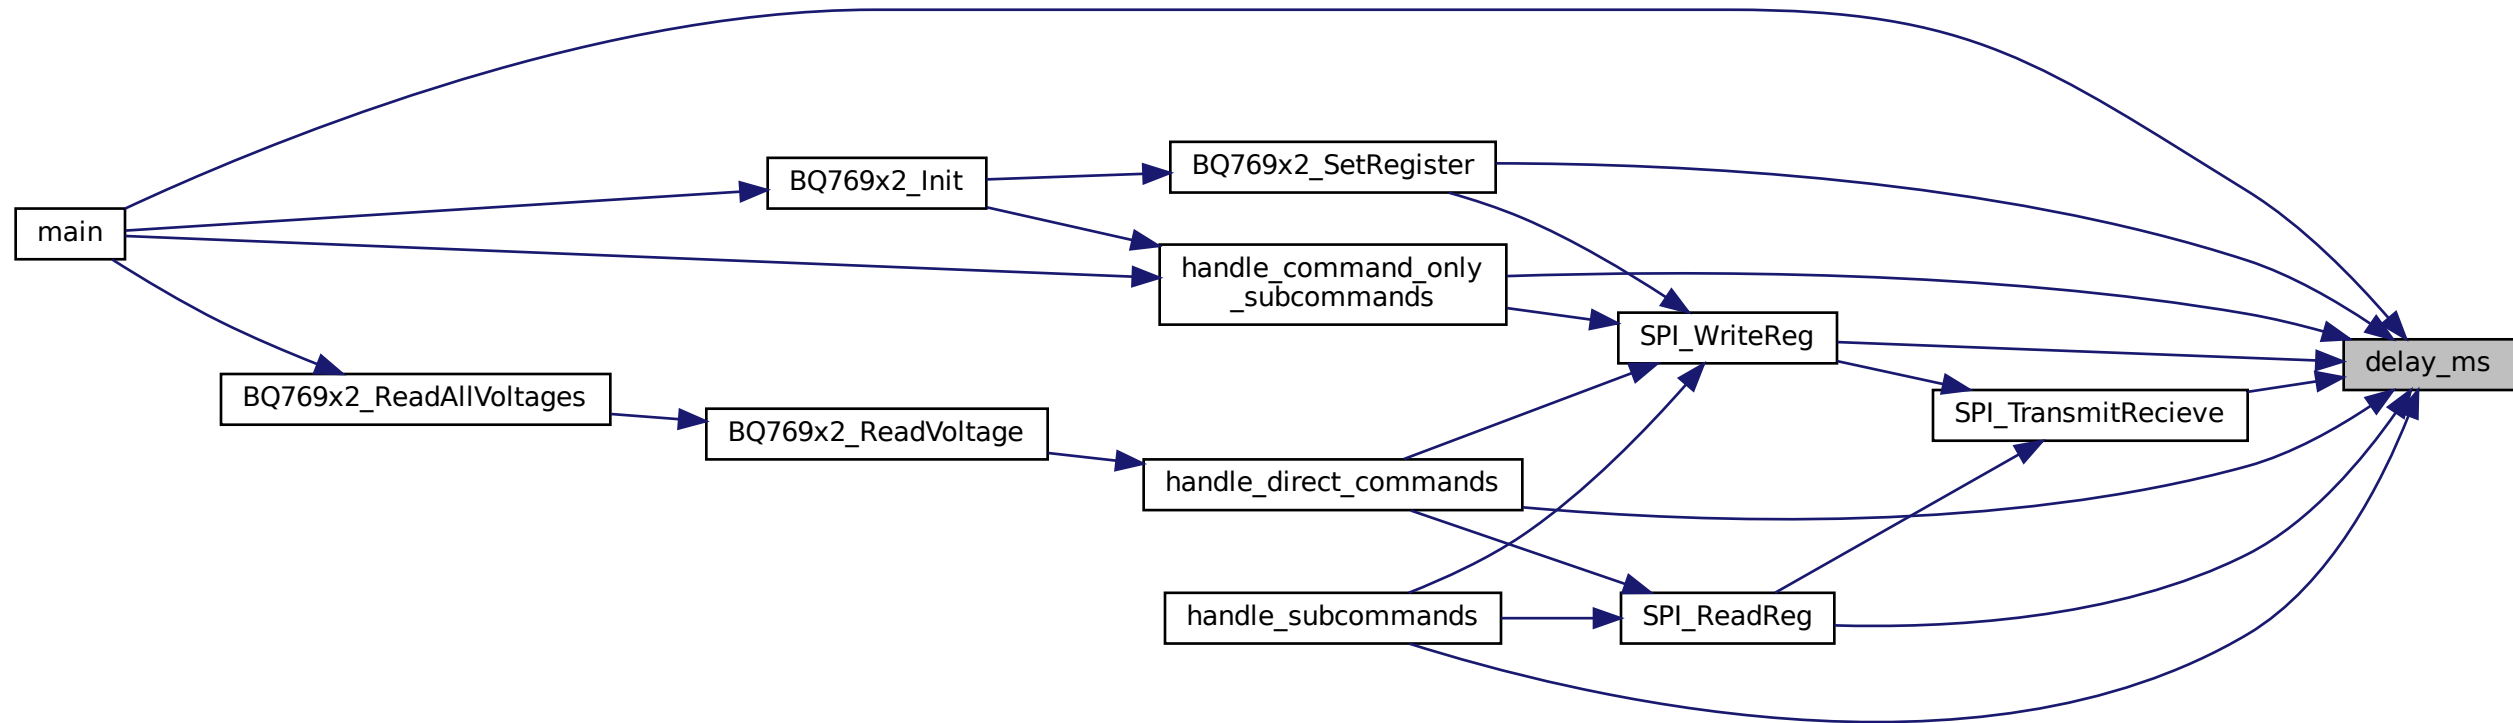 main
BQ769x2_Init
BQ769x2_SetRegister
handle_command_only
_subcommands
SPI_WriteReg
delay_ms
BQ769x2_ReadAllVoltages
BQ769x2_ReadVoltage
SPI_TransmitRecieve
handle_direct_commands
handle_subcommands
SPI_ReadReg